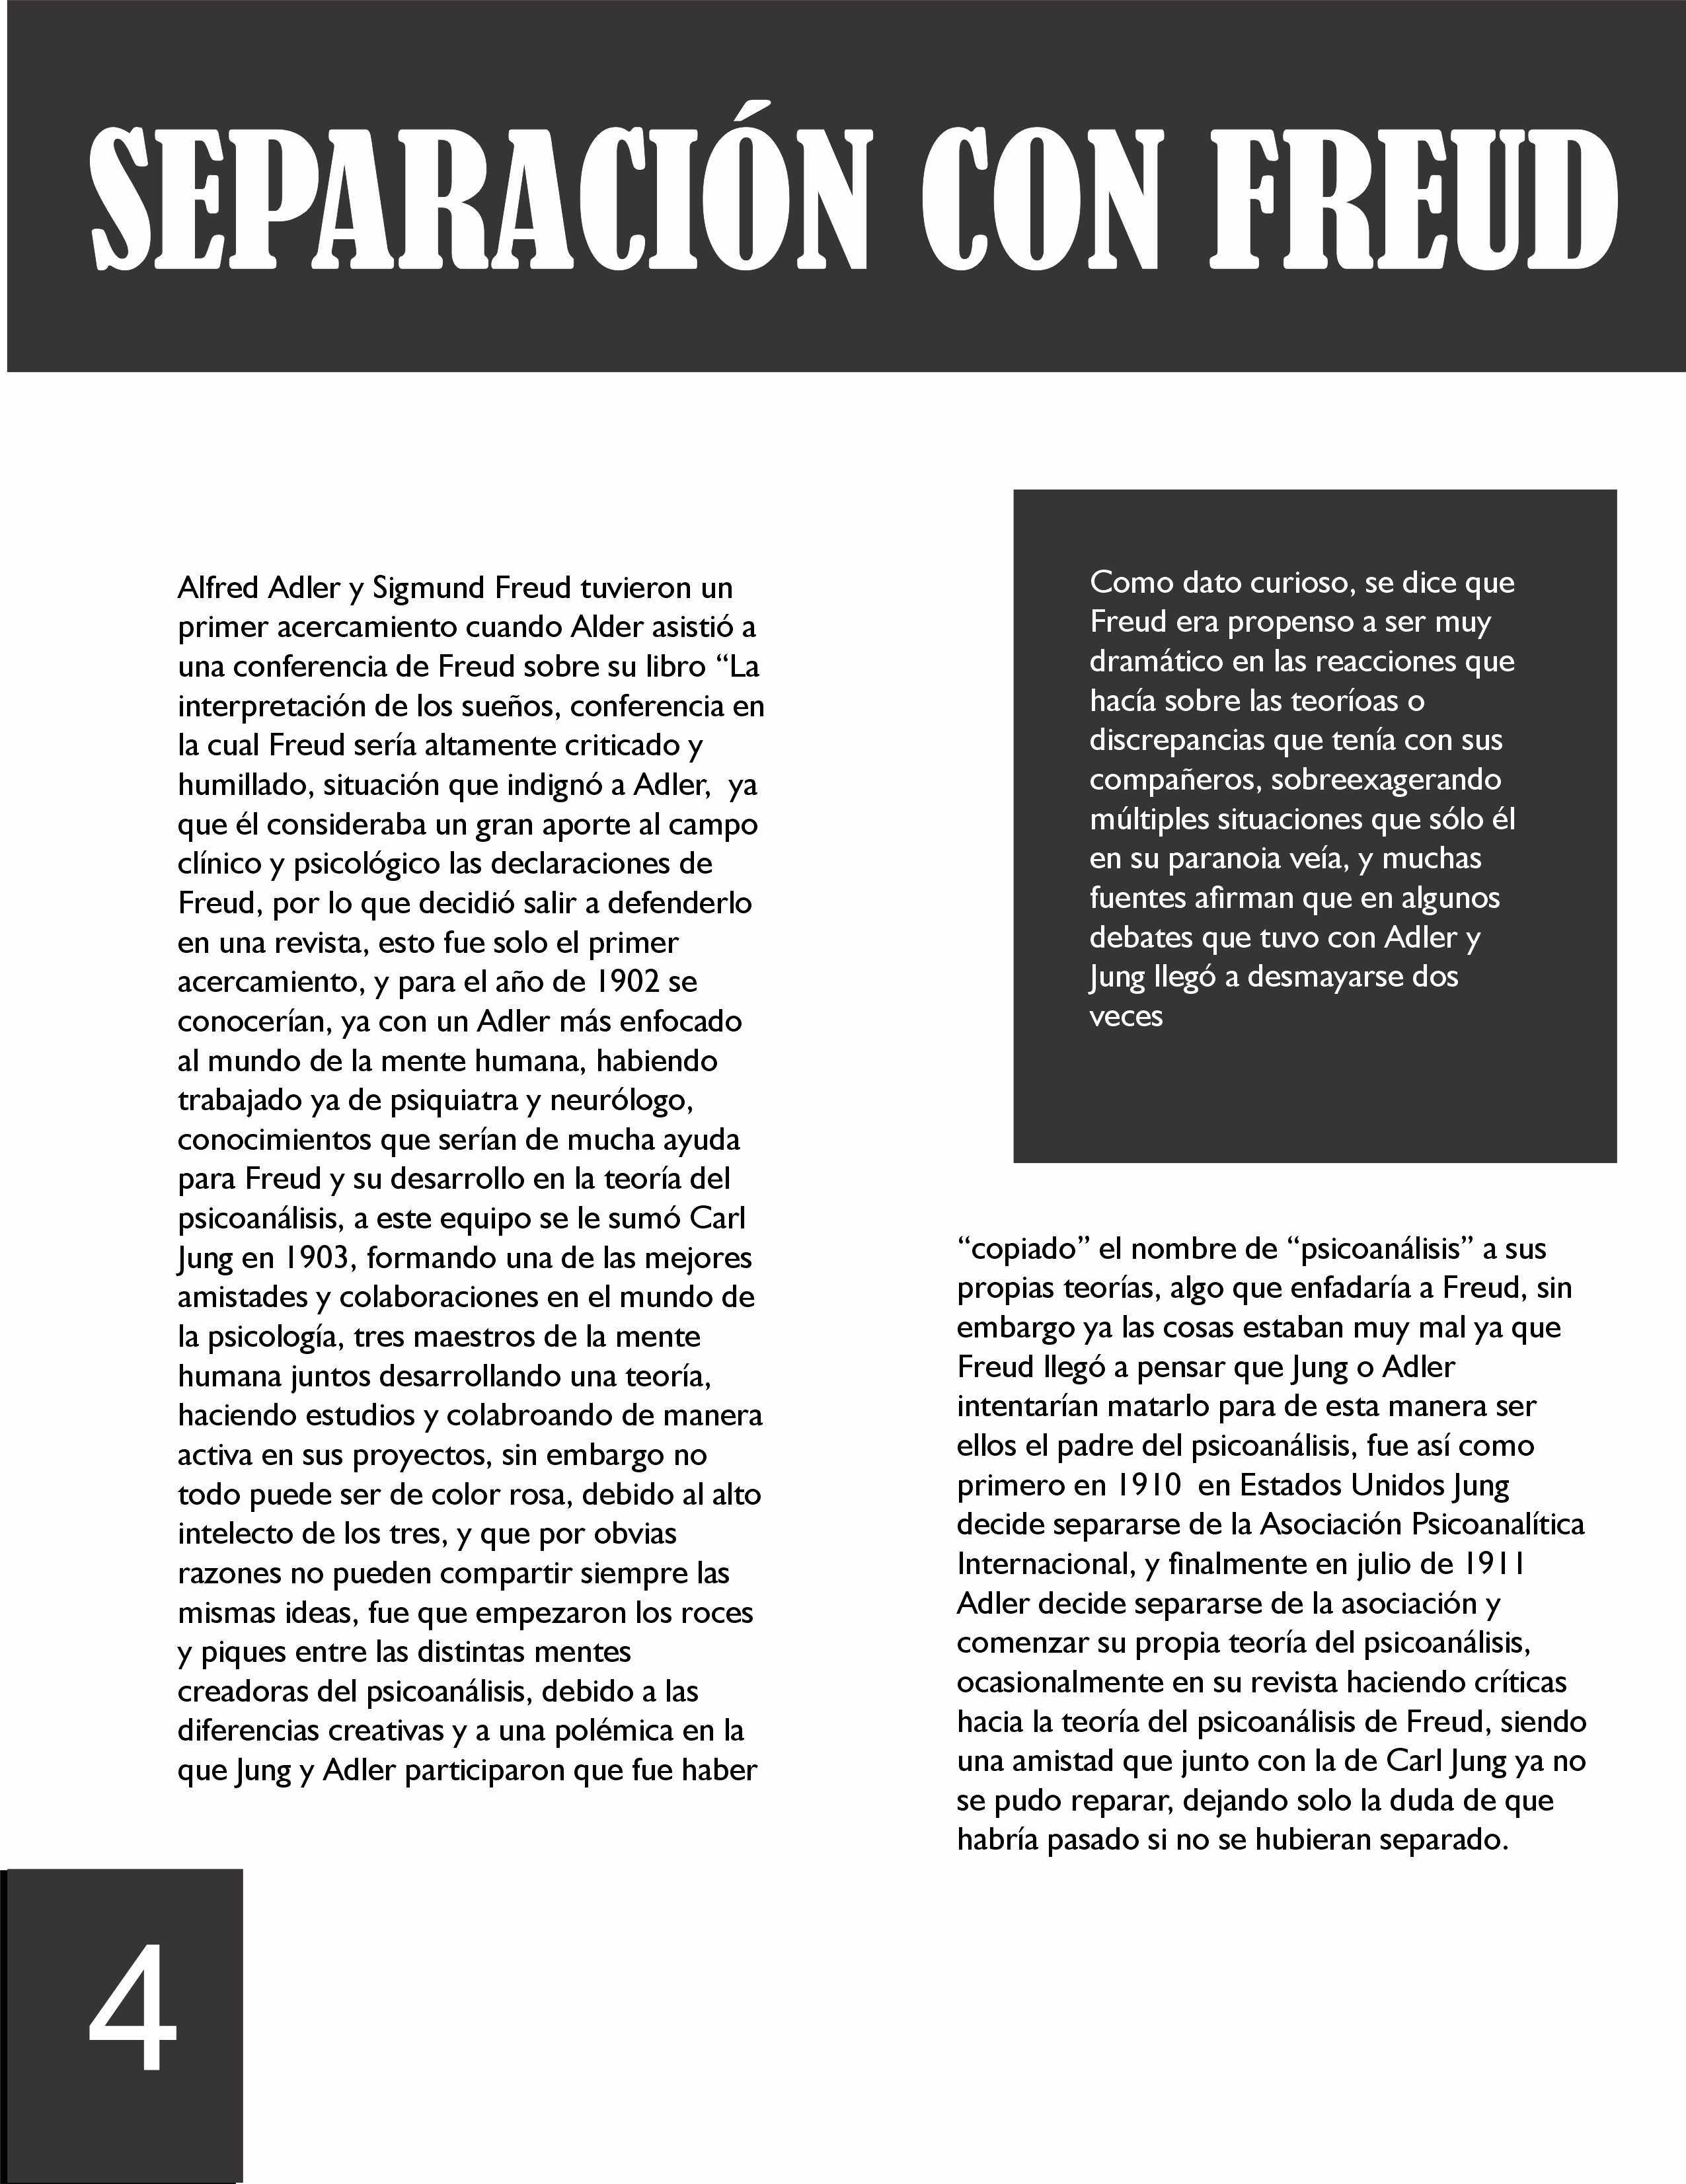 SEPARACIÓN CON FREUD
Alfred Adler y Sigmund Freud tuvieron un
primer acercamiento cuando Alder asistió a
una conferencia de Freud sobre su libro “La
interpretación de los sueños, conferencia en
la cual Freud sería altamente criticado y
humillado, situación que indignó a Adler,  ya
que él consideraba un gran aporte al campo
clínico y psicológico las declaraciones de
Freud, por lo que decidió salir a defenderlo
en una revista, esto fue solo el primer
acercamiento, y para el año de 1902 se
conocerían, ya con un Adler más enfocado
al mundo de la mente humana, habiendo
trabajado ya de psiquiatra y neurólogo,
conocimientos que serían de mucha ayuda
para Freud y su desarrollo en la teoría del
psicoanálisis, a este equipo se le sumó Carl
Jung en 1903, formando una de las mejores
amistades y colaboraciones en el mundo de
la psicología, tres maestros de la mente
humana juntos desarrollando una teoría,
haciendo estudios y colabroando de manera
activa en sus proyectos, sin embargo no
todo puede ser de color rosa, debido al alto
intelecto de los tres, y que por obvias
razones no pueden compartir siempre las
mismas ideas, fue que empezaron los roces
y piques entre las distintas mentes
creadoras del psicoanálisis, debido a las
diferencias creativas y a una polémica en la
que Jung y Adler participaron que fue haber
Como dato curioso, se dice que
Freud era propenso a ser muy
dramático en las reacciones que
hacía sobre las teoríoas o
discrepancias que tenía con sus
compañeros, sobreexagerando
múltiples situaciones que sólo él
en su paranoia veía, y muchas
fuentes afirman que en algunos
debates que tuvo con Adler y
Jung llegó a desmayarse dos
veces
“copiado” el nombre de “psicoanálisis” a sus
propias teorías, algo que enfadaría a Freud, sin
embargo ya las cosas estaban muy mal ya que
Freud llegó a pensar que Jung o Adler
intentarían matarlo para de esta manera ser
ellos el padre del psicoanálisis, fue así como
primero en 1910  en Estados Unidos Jung
decide separarse de la Asociación Psicoanalítica
Internacional, y finalmente en julio de 1911
Adler decide separarse de la asociación y
comenzar su propia teoría del psicoanálisis,
ocasionalmente en su revista haciendo críticas
hacia la teoría del psicoanálisis de Freud, siendo
una amistad que junto con la de Carl Jung ya no
se pudo reparar, dejando solo la duda de que
habría pasado si no se hubieran separado.
4